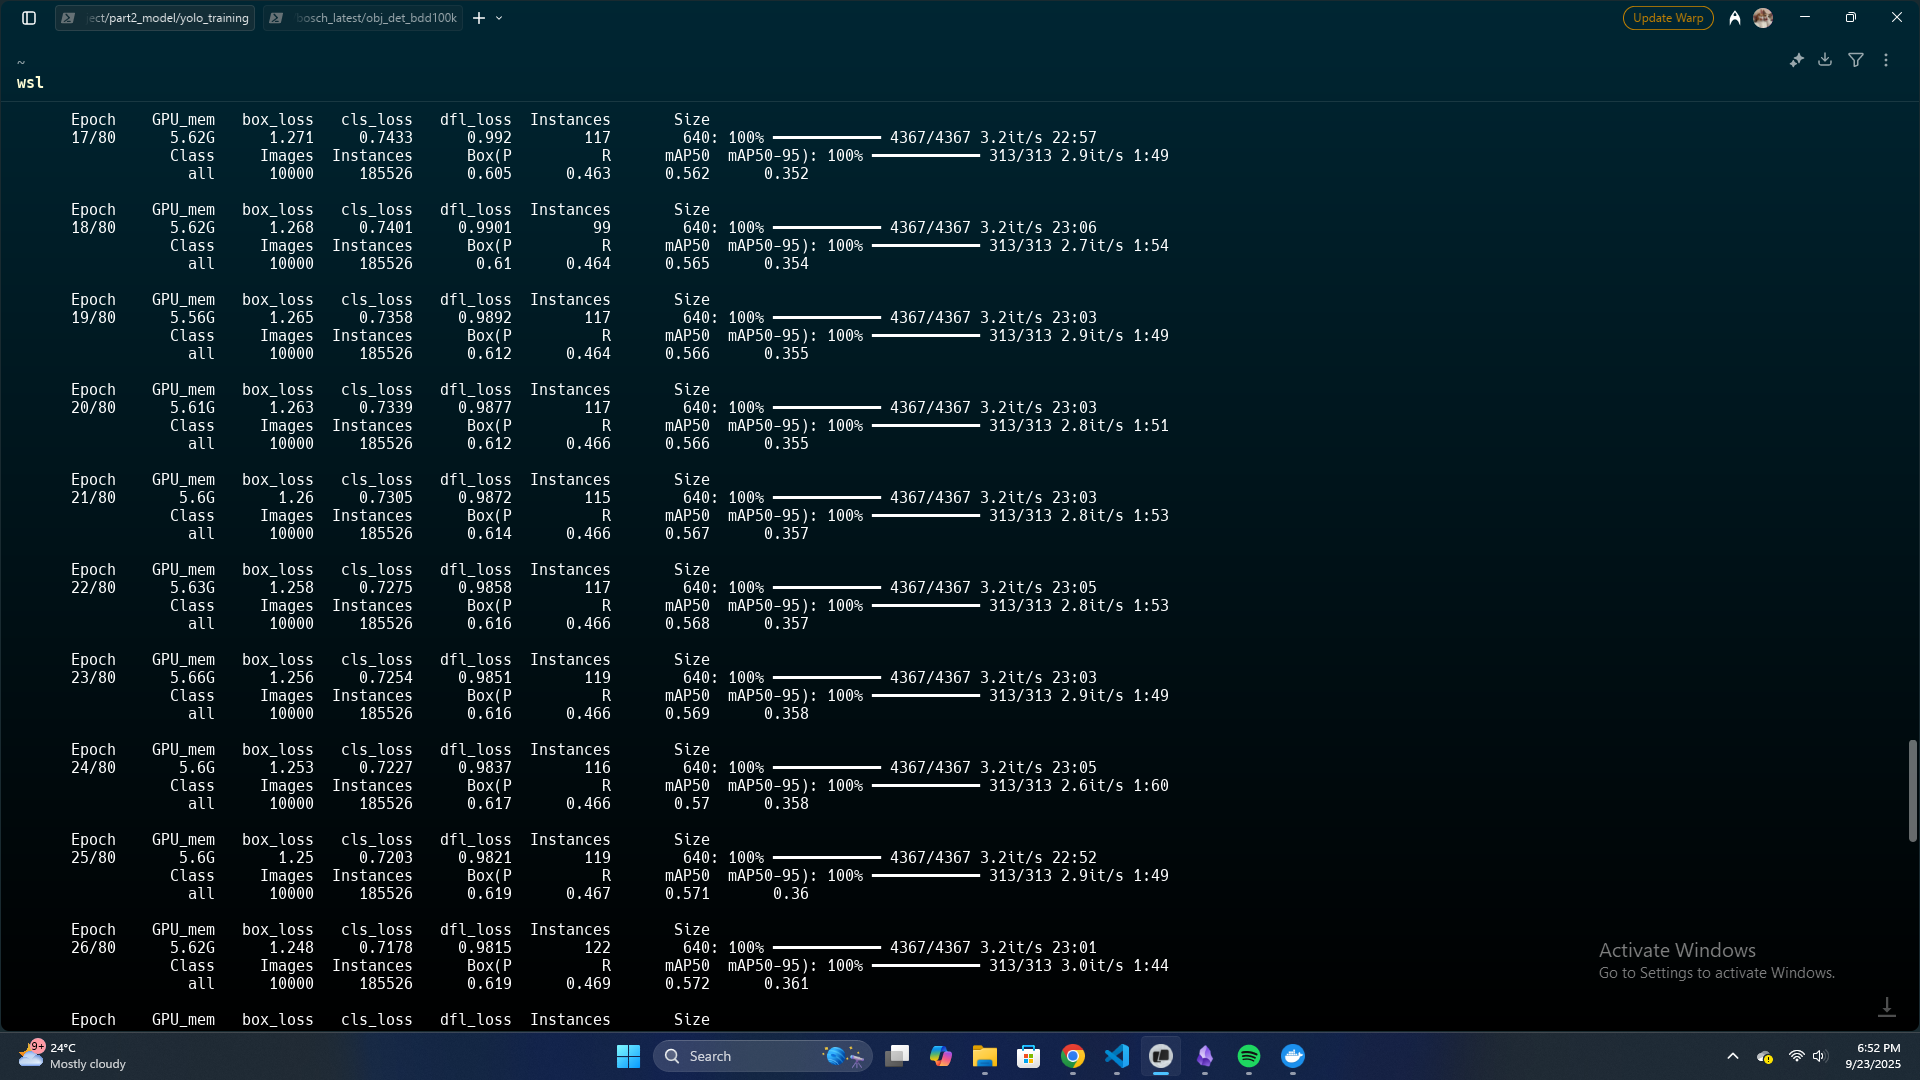 ect/part2_model/yolo_training
bosch_latest/obj_det_bdd100k
Update Warp
~
wsl
Epoch GPU_mem box_loss cls_loss dfl_loss Instances Size
17/80 5.62G 1.271 0.7433 0.992 117 640: 100% ━━━━━━━━━━━━ 4367/4367 3.2it/s 22:57
Class Images Instances Box(P R mAP50 mAP50-95): 100% ━━━━━━━━━━━━ 313/313 2.9it/s 1:49
all 10000 185526 0.605 0.463 0.562 0.352
Epoch GPU_mem box_loss cls_loss dfl_loss Instances Size
18/80 5.62G 1.268 0.7401 0.9901 99 640: 100% ━━━━━━━━━━━━ 4367/4367 3.2it/s 23:06
Class Images Instances Box(P R mAP50 mAP50-95): 100% ━━━━━━━━━━━━ 313/313 2.7it/s 1:54
all 10000 185526 0.61 0.464 0.565 0.354
Epoch GPU_mem box_loss cls_loss dfl_loss Instances Size
19/80 5.56G 1.265 0.7358 0.9892 117 640: 100% ━━━━━━━━━━━━ 4367/4367 3.2it/s 23:03
Class Images Instances Box(P R mAP50 mAP50-95): 100% ━━━━━━━━━━━━ 313/313 2.9it/s 1:49
all 10000 185526 0.612 0.464 0.566 0.355
Epoch GPU_mem box_loss cls_loss dfl_loss Instances Size
20/80 5.61G 1.263 0.7339 0.9877 117 640: 100% ━━━━━━━━━━━━ 4367/4367 3.2it/s 23:03
Class Images Instances Box(P R mAP50 mAP50-95): 100% ━━━━━━━━━━━━ 313/313 2.8it/s 1:51
all 10000 185526 0.612 0.466 0.566 0.355
Epoch GPU_mem box_loss cls_loss dfl_loss Instances Size
21/80 5.6G 1.26 0.7305 0.9872 115 640: 100% ━━━━━━━━━━━━ 4367/4367 3.2it/s 23:03
Class Images Instances Box(P R mAP50 mAP50-95): 100% ━━━━━━━━━━━━ 313/313 2.8it/s 1:53
all 10000 185526 0.614 0.466 0.567 0.357
Epoch GPU_mem box_loss cls_loss dfl_loss Instances Size
22/80 5.63G 1.258 0.7275 0.9858 117 640: 100% ━━━━━━━━━━━━ 4367/4367 3.2it/s 23:05
Class Images Instances Box(P R mAP50 mAP50-95): 100% ━━━━━━━━━━━━ 313/313 2.8it/s 1:53
all 10000 185526 0.616 0.466 0.568 0.357
Epoch GPU_mem box_loss cls_loss dfl_loss Instances Size
23/80 5.66G 1.256 0.7254 0.9851 119 640: 100% ━━━━━━━━━━━━ 4367/4367 3.2it/s 23:03
Class Images Instances Box(P R mAP50 mAP50-95): 100% ━━━━━━━━━━━━ 313/313 2.9it/s 1:49
all 10000 185526 0.616 0.466 0.569 0.358
Epoch GPU_mem box_loss cls_loss dfl_loss Instances Size
24/80 5.6G 1.253 0.7227 0.9837 116 640: 100% ━━━━━━━━━━━━ 4367/4367 3.2it/s 23:05
Class Images Instances Box(P R mAP50 mAP50-95): 100% ━━━━━━━━━━━━ 313/313 2.6it/s 1:60
all 10000 185526 0.617 0.466 0.57 0.358
Epoch GPU_mem box_loss cls_loss dfl_loss Instances Size
25/80 5.6G 1.25 0.7203 0.9821 119 640: 100% ━━━━━━━━━━━━ 4367/4367 3.2it/s 22:52
Class Images Instances Box(P R mAP50 mAP50-95): 100% ━━━━━━━━━━━━ 313/313 2.9it/s 1:49
all 10000 185526 0.619 0.467 0.571 0.36
Epoch GPU_mem box_loss cls_loss dfl_loss Instances Size
26/80 5.62G 1.248 0.7178 0.9815 122 640: 100% ━━━━━━━━━━━━ 4367/4367 3.2it/s 23:01
Class Images Instances Box(P R mAP50 mAP50-95): 100% ━━━━━━━━━━━━ 313/313 3.0it/s 1:44
all 10000 185526 0.619 0.469 0.572 0.361
Epoch GPU_mem box_loss cls_loss dfl_loss Instances Size
Activate Windows
Go to Settings to activate Windows.
9+
24°C
Mostly cloudy
Search
6:52 PM
9/23/2025